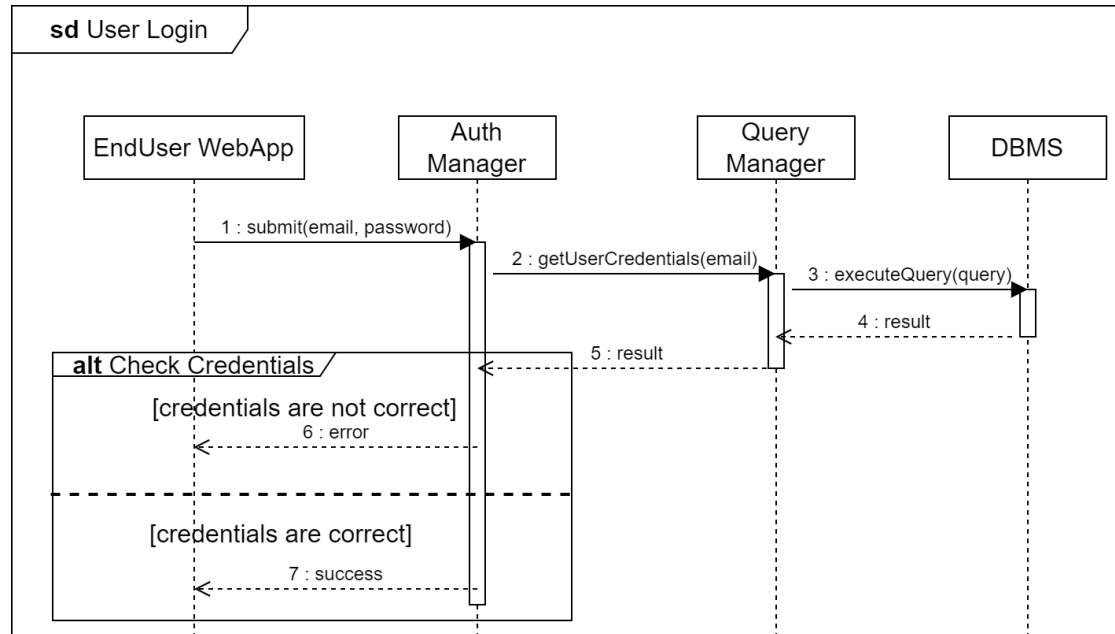 sd User Login
EndUser WebApp
Auth
Manager
Query
Manager
DBMS
1 : submit(email, password)
2 : getUserCredentials(email)
3 : executeQuery(query)
4 : result
5 : result
alt Check Credentials
[credentials are not correct]
6 : error
[credentials are correct]
7 : success